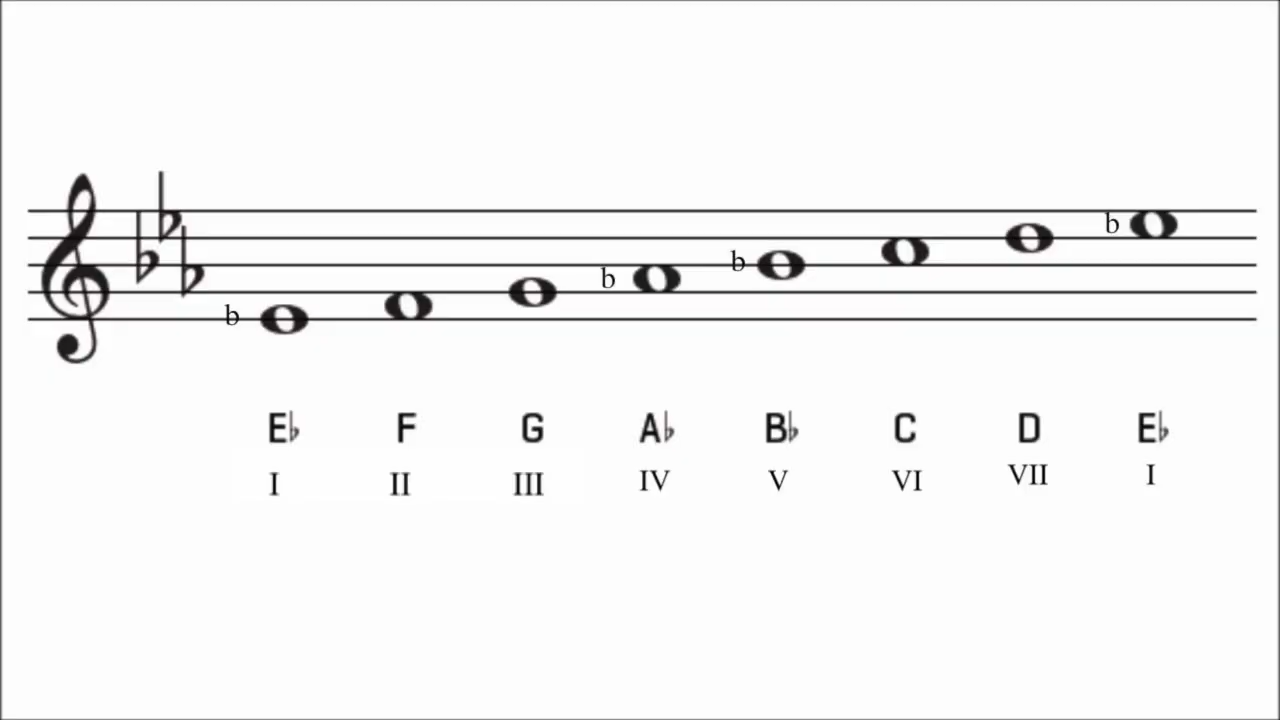 b b b b b
E♭ F G A♭ B♭ C D E♭
I II III IV V VI VII I